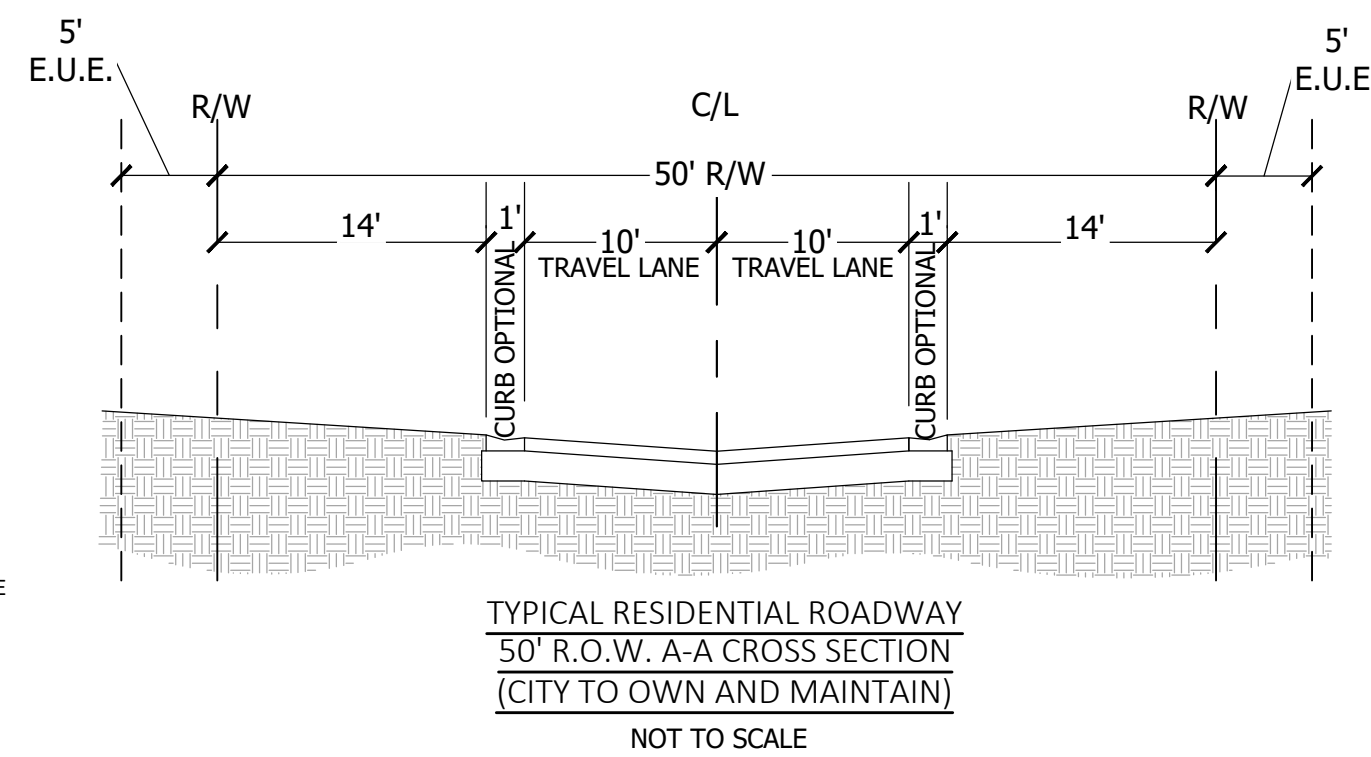 5'
E.U.E.
R/W
C/L
R/W
5'
E.U.E
50' R/W
14'
1'
10'
10'
1'
14'
TRAVEL LANE
TRAVEL LANE
CURB OPTIONAL
CURB OPTIONAL
E
TYPICAL RESIDENTIAL ROADWAY
50' R.O.W. A-A CROSS SECTION
(CITY TO OWN AND MAINTAIN)
NOT TO SCALE